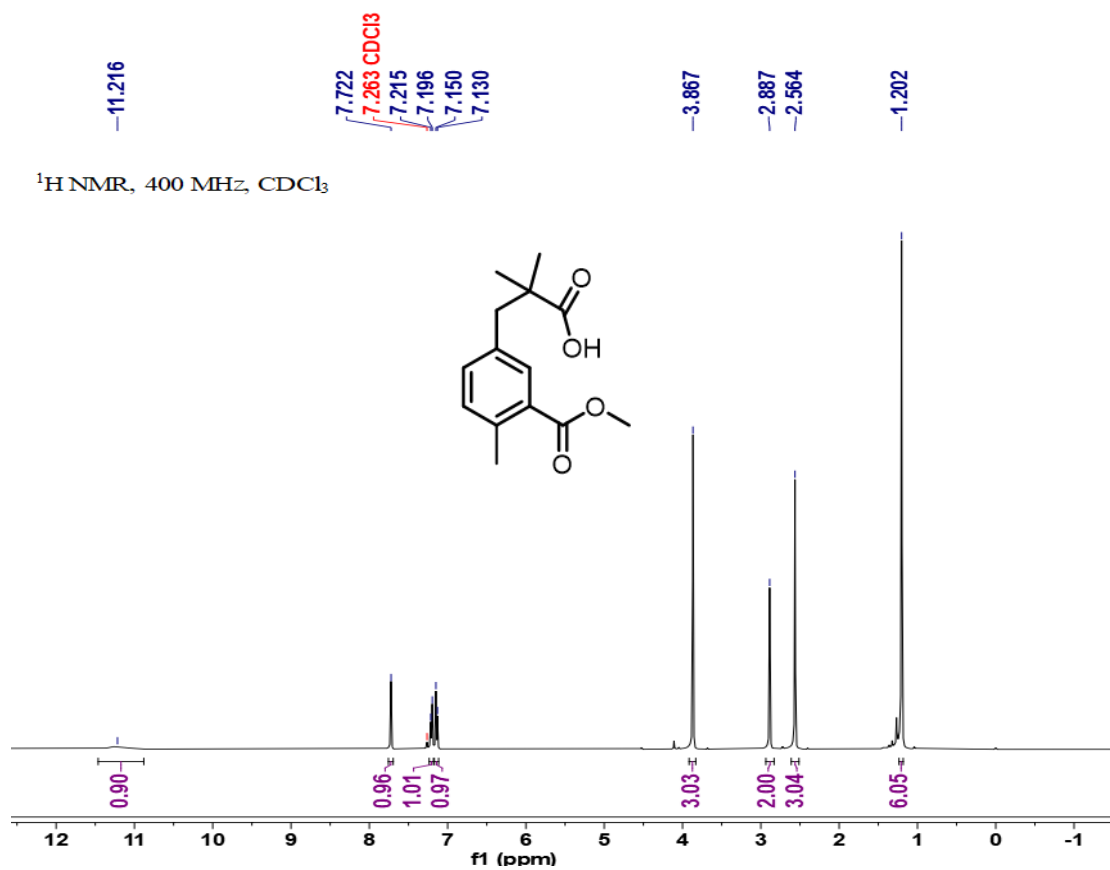 11.216
7.722
7.263 CDCl3
7.215
7.196
7.150
7.130
3.867
2.887
2.564
1.202
¹H NMR, 400 MHz, CDCl₃
O
OH
O
O
0.90
0.96
1.01
0.97
3.03
2.00
3.04
6.05
12 11 10 9 8 7 6 5 4 3 2 1 0 -1
f1 (ppm)